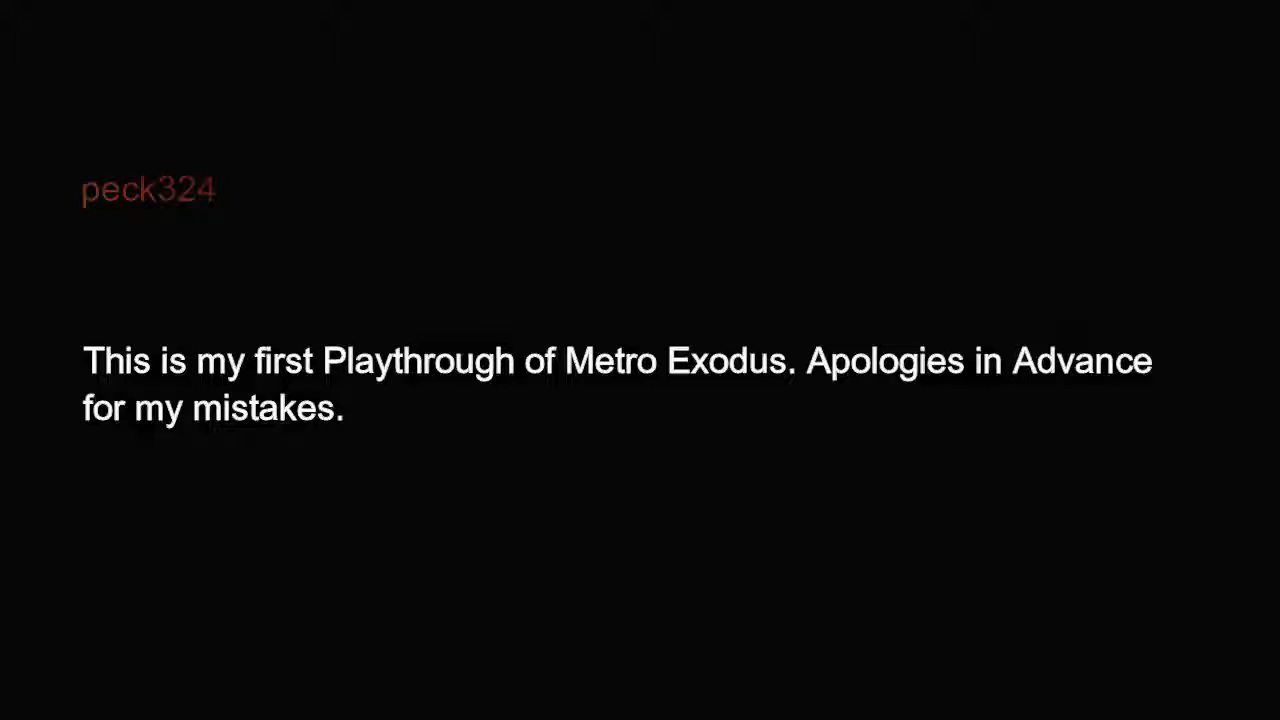 peck324
This is my first Playthrough of Metro Exodus. Apologies in Advance
for my mistakes.